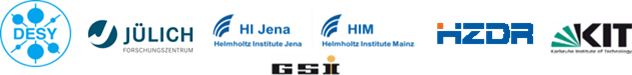 DESY
JÜLICH
FORSCHUNGSZENTRUM
HI Jena
Helmholtz Institute Jena
HIM
Helmholtz Institute Mainz
HZDR
KIT
Karlsruhe Institute of Technology
GSI